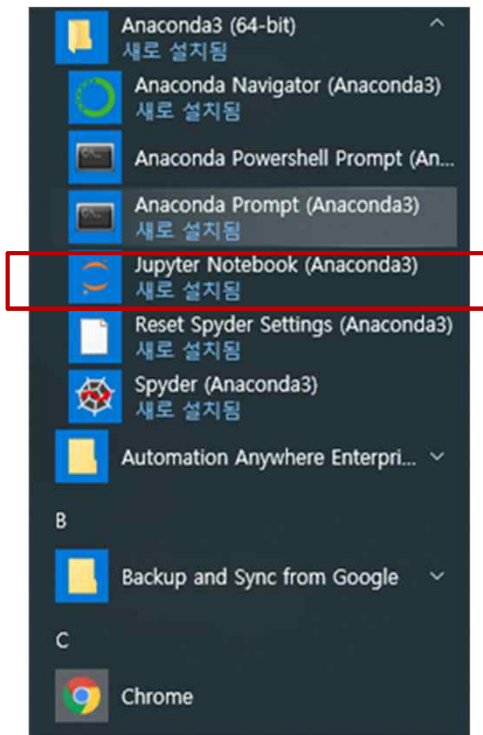 Anaconda3 (64-bit)
새로 설치됨
Anaconda Navigator (Anaconda3)
새로 설치됨
Anaconda Powershell Prompt (An...
Anaconda Prompt (Anaconda3)
새로 설치됨
Jupyter Notebook (Anaconda3)
새로 설치됨
Reset Spyder Settings (Anaconda3)
새로 설치됨
Spyder (Anaconda3)
새로 설치됨
Automation Anywhere Enterpri...
B
Backup and Sync from Google
C
Chrome